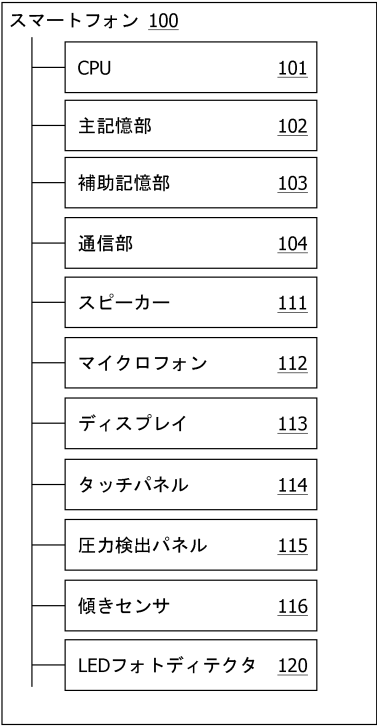 スマートフォン 100
CPU 101
主記憶部 102
補助記憶部 103
通信部 104
スピーカー 111
マイクロフォン 112
ディスプレイ 113
タッチパネル 114
圧力検出パネル 115
傾きセンサ 116
LEDフォトディテクタ 120